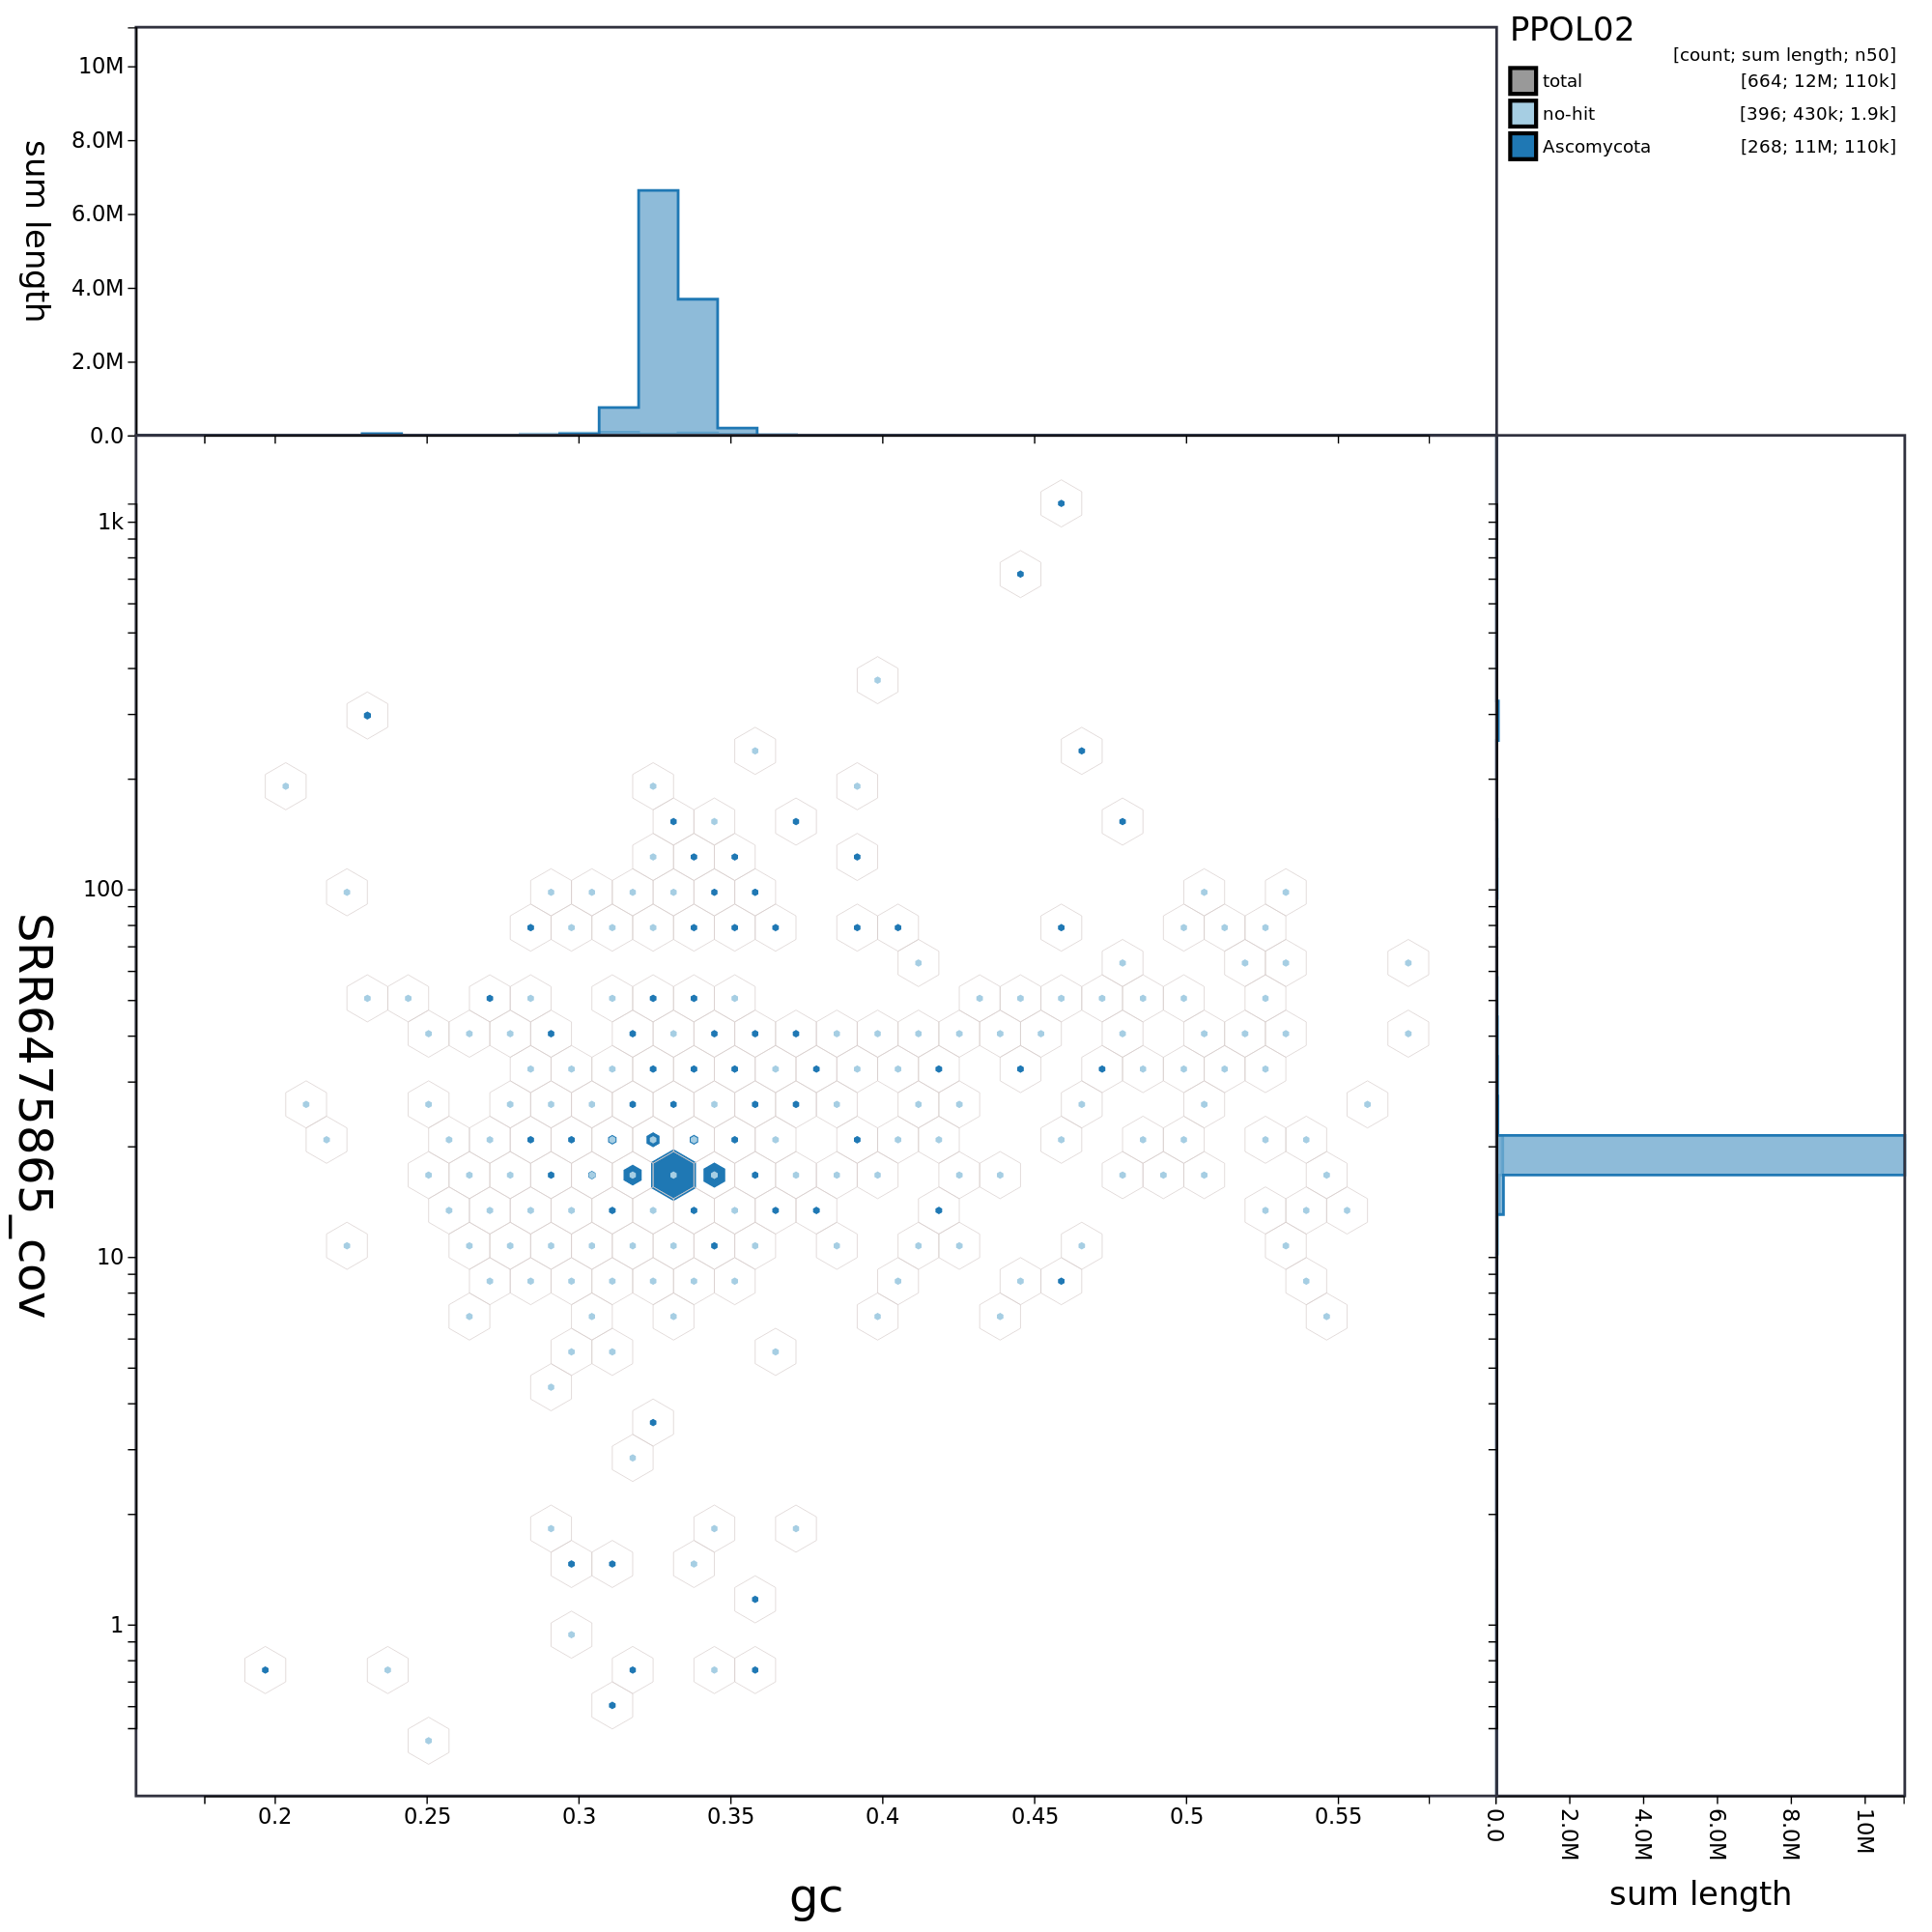 PPOL02
[count; sum length; n50]
total [664; 12M; 110k]
no-hit [396; 430k; 1.9k]
Ascomycota [268; 11M; 110k]
10M
8.0M
6.0M
4.0M
2.0M
0.0
sum length
1k
100
10
1
SRR6475865_cov
0.2 0.25 0.3 0.35 0.4 0.45 0.5 0.55
gc
0.0 2.0M 4.0M 6.0M 8.0M 10M
sum length